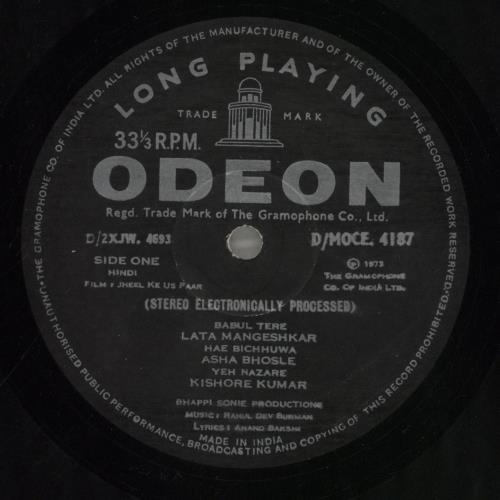 THE GRAMOPHONE CO. OF INDIA LTD. ALL RIGHTS OF THE MANUFACTURER AND OF THE OWNER OF THE RECORDED WORK RESERVED.
UNAUTHORISED PUBLIC PERFORMANCE, BROADCASTING AND COPYING OF THIS RECORD PROHIBITED.
LONG PLAYING
TRADE MARK
33⅓ R.P.M.
ODEON
Regd. Trade Mark of The Gramophone Co., Ltd.
D/2XJW. 4693 D/MOCE. 4187
SIDE ONE ℗ 1973
HINDI THE GRAMOPHONE
FILM : JHEEL KE US PAAR CO. OF INDIA LTD.
(STEREO ELECTRONICALLY PROCESSED)
BABUL TERE
LATA MANGESHKAR
HAE BICHHUWA
ASHA BHOSLE
YEH NAZARE
KISHORE KUMAR
BHAPPI SONIE PRODUCTIONS
MUSIC : RAHUL DEV BURMAN
LYRICS : ANAND BAKSHI
MADE IN INDIA